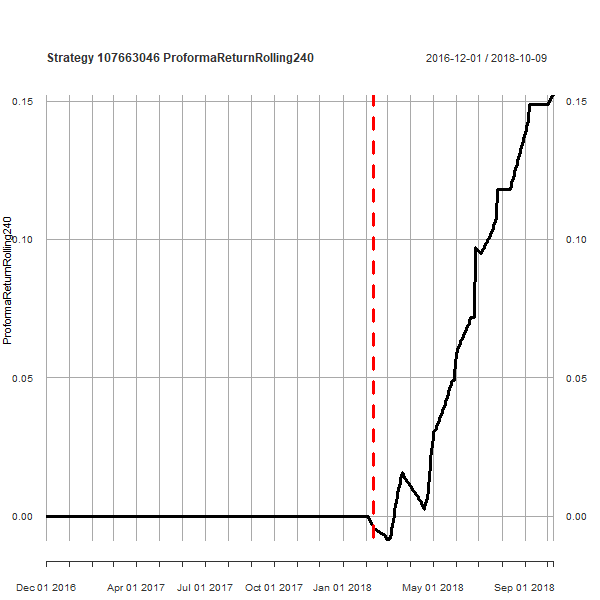 Strategy 107663046 ProformaReturnRolling240
2016-12-01 / 2018-10-09
0.15
0.15
ProformaReturnRolling240
0.10
0.10
0.05
0.05
0.00
0.00
Dec 01 2016
Apr 01 2017
Jul 01 2017
Oct 01 2017
Jan 01 2018
May 01 2018
Sep 01 2018